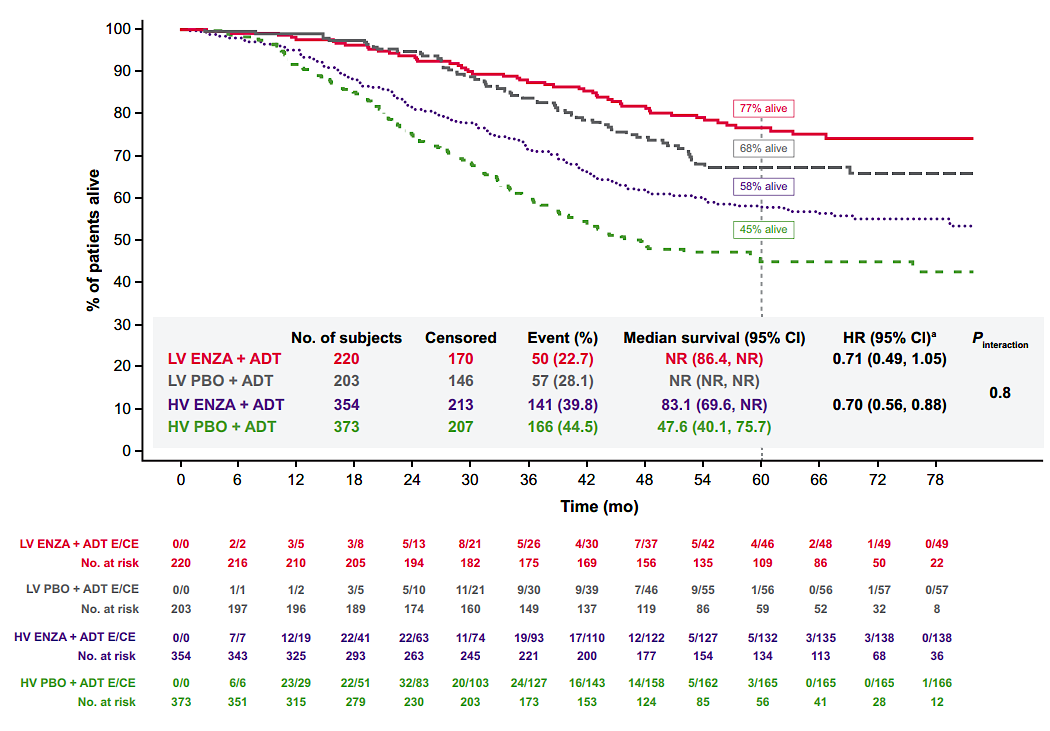 100
90
80
70
60
50
40
30
20
10
0
% of patients alive
77% alive
68% alive
58% alive
45% alive
No. of subjects Censored Event (%) Median survival (95% CI) HR (95% CI)ᵃ P interaction
LV ENZA + ADT 220 170 50 (22.7) NR (86.4, NR) 0.71 (0.49, 1.05)
LV PBO + ADT 203 146 57 (28.1) NR (NR, NR)
0.8
HV ENZA + ADT 354 213 141 (39.8) 83.1 (69.6, NR) 0.70 (0.56, 0.88)
HV PBO + ADT 373 207 166 (44.5) 47.6 (40.1, 75.7)
0 6 12 18 24 30 36 42 48 54 60 66 72 78
Time (mo)
LV ENZA + ADT E/CE 0/0 2/2 3/5 3/8 5/13 8/21 5/26 4/30 7/37 5/42 4/46 2/48 1/49 0/49
No. at risk 220 216 210 205 194 182 175 169 156 135 109 86 50 22
LV PBO + ADT E/CE 0/0 1/1 1/2 3/5 5/10 11/21 9/30 9/39 7/46 9/55 1/56 0/56 1/57 0/57
No. at risk 203 197 196 189 174 160 149 137 119 86 59 52 32 8
HV ENZA + ADT E/CE 0/0 7/7 12/19 22/41 22/63 11/74 19/93 17/110 12/122 5/127 5/132 3/135 3/138 0/138
No. at risk 354 343 325 293 263 245 221 200 177 154 134 113 68 36
HV PBO + ADT E/CE 0/0 6/6 23/29 22/51 32/83 20/103 24/127 16/143 14/158 5/162 3/165 0/165 0/165 1/166
No. at risk 373 351 315 279 230 203 173 153 124 85 56 41 28 12